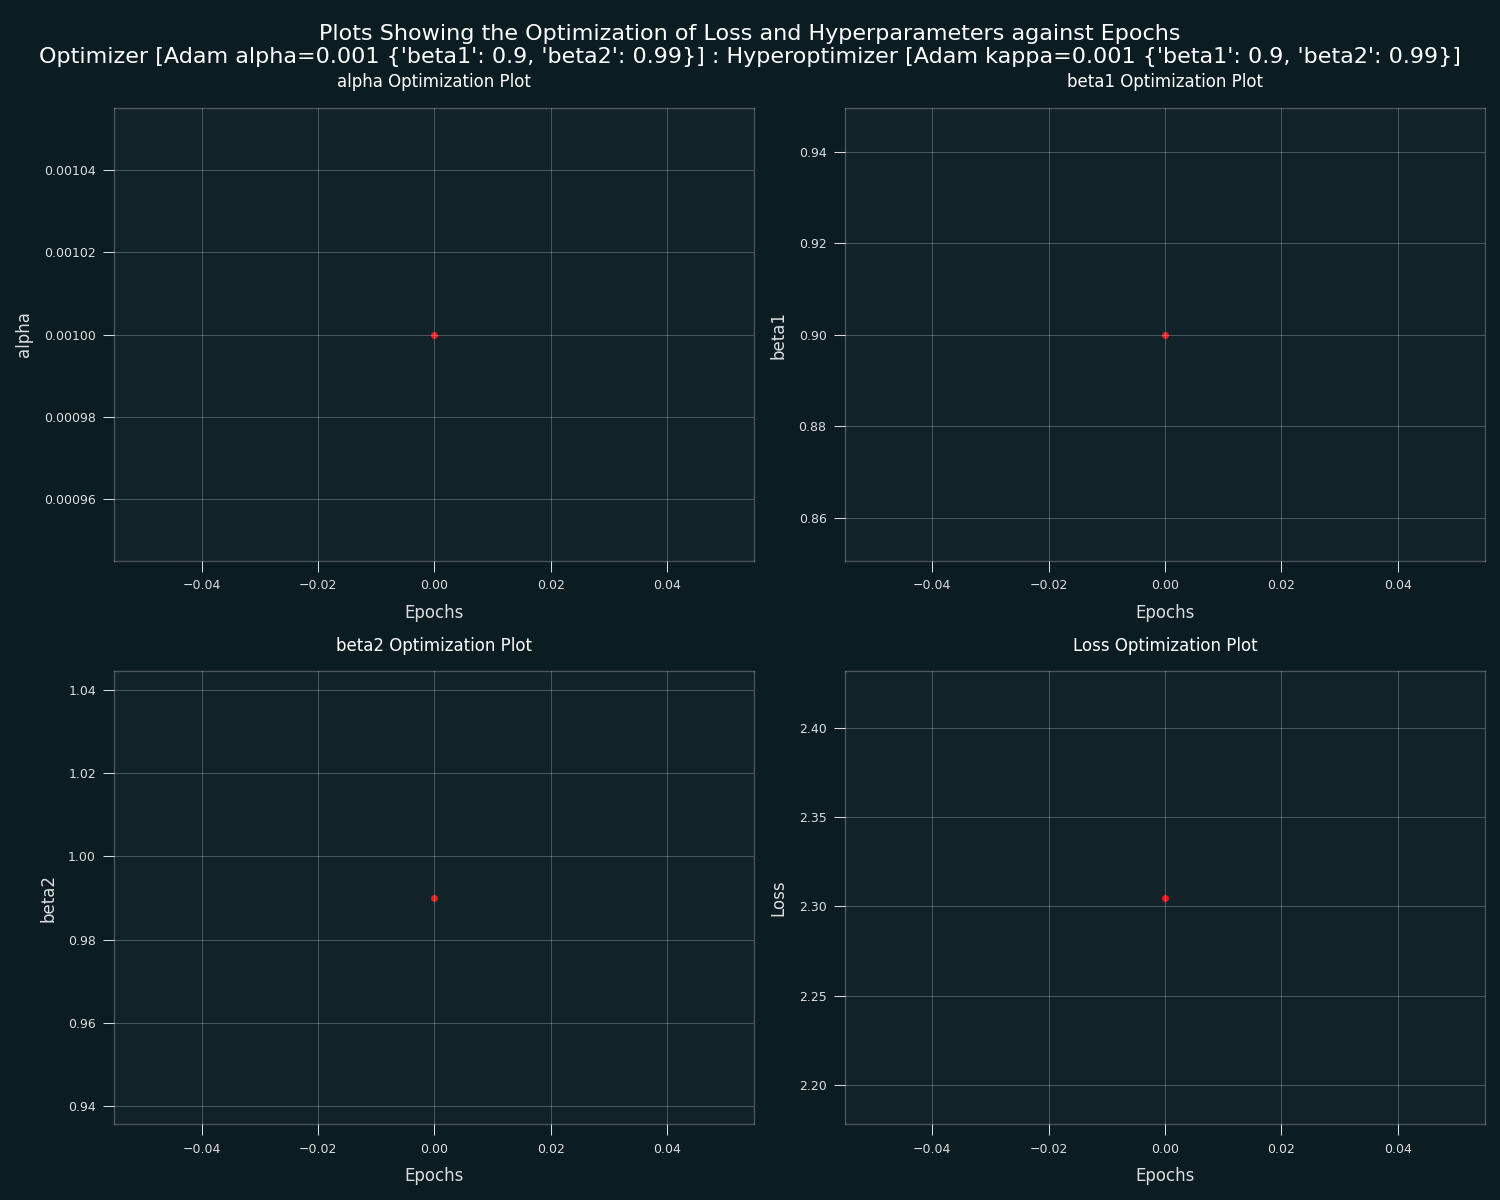 Plots Showing the Optimization of Loss and Hyperparameters against Epochs
Optimizer [Adam alpha=0.001 {'beta1': 0.9, 'beta2': 0.99}] : Hyperoptimizer [Adam kappa=0.001 {'beta1': 0.9, 'beta2': 0.99}]
alpha Optimization Plot
0.00104
0.00102
0.00100
0.00098
0.00096
alpha
−0.04 −0.02 0.00 0.02 0.04
Epochs
beta1 Optimization Plot
0.94
0.92
0.90
0.88
0.86
beta1
−0.04 −0.02 0.00 0.02 0.04
Epochs
beta2 Optimization Plot
1.04
1.02
1.00
0.98
0.96
0.94
beta2
−0.04 −0.02 0.00 0.02 0.04
Epochs
Loss Optimization Plot
2.40
2.35
2.30
2.25
2.20
Loss
−0.04 −0.02 0.00 0.02 0.04
Epochs